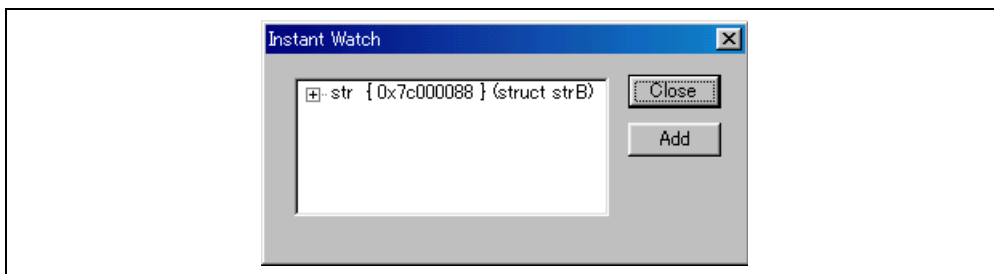 Instant Watch
str { 0x7c000088 } (struct strB)
Close
Add